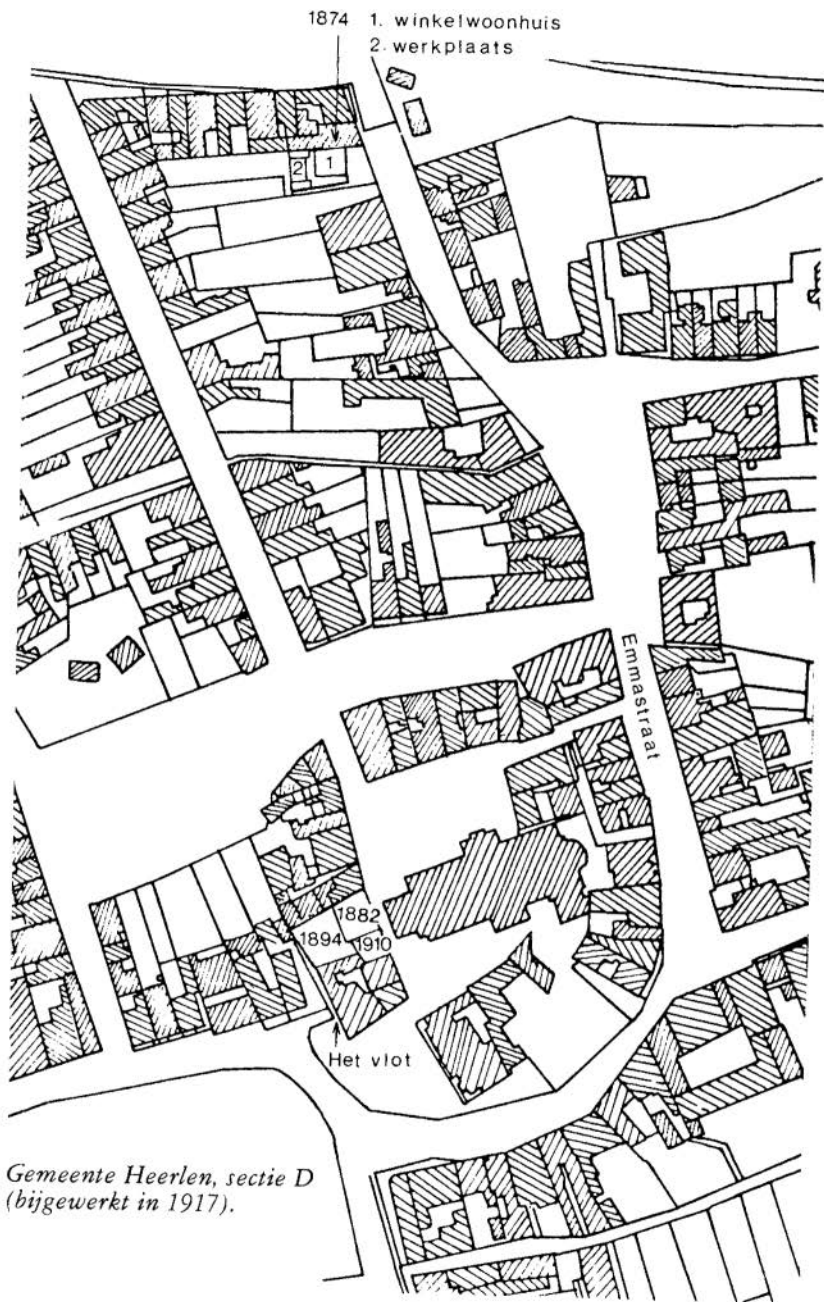 1874 1. winkelwoonhuis
2. werkplaats
2 1
Emmastraat
1882
1894 1910
Het vlot
Gemeente Heerlen, sectie D
(bijgewerkt in 1917).